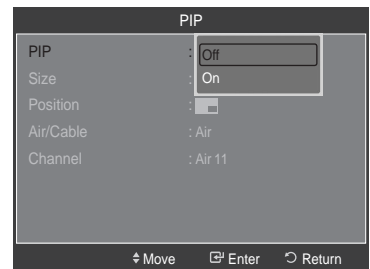 PIP
PIP : Off
Size : On
Position :
Air/Cable : Air
Channel : Air 11
Move Enter Return